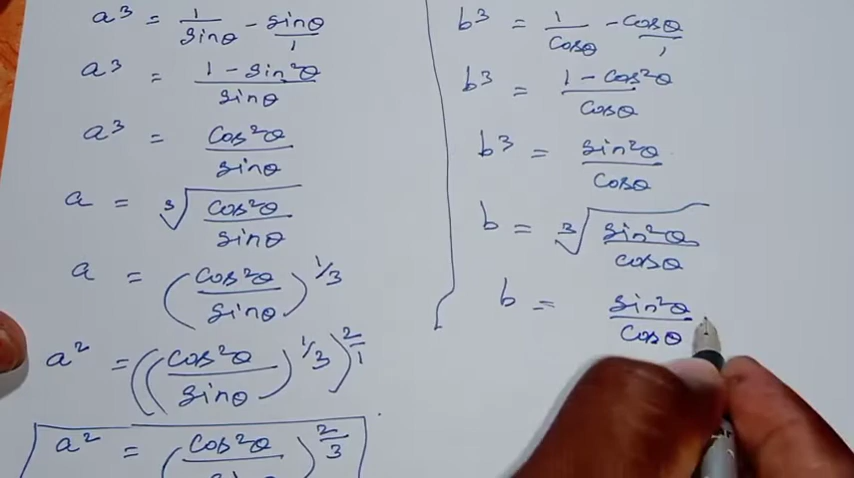 a³ = 1/sinθ - sinθ/1
a³ = (1 - sin²θ)/sinθ
a³ = cos²θ/sinθ
a = ∛(cos²θ/sinθ)
a = (cos²θ/sinθ)^1/3
a² = ((cos²θ/sinθ)^1/3)^2/1
a² = (cos²θ/)^2/3
b³ = 1/cosθ - cosθ/1
b³ = (1 - cos²θ)/cosθ
b³ = sin²θ/cosθ
b = ∛(sin²θ/cosθ)
b = sin²θ/cosθ